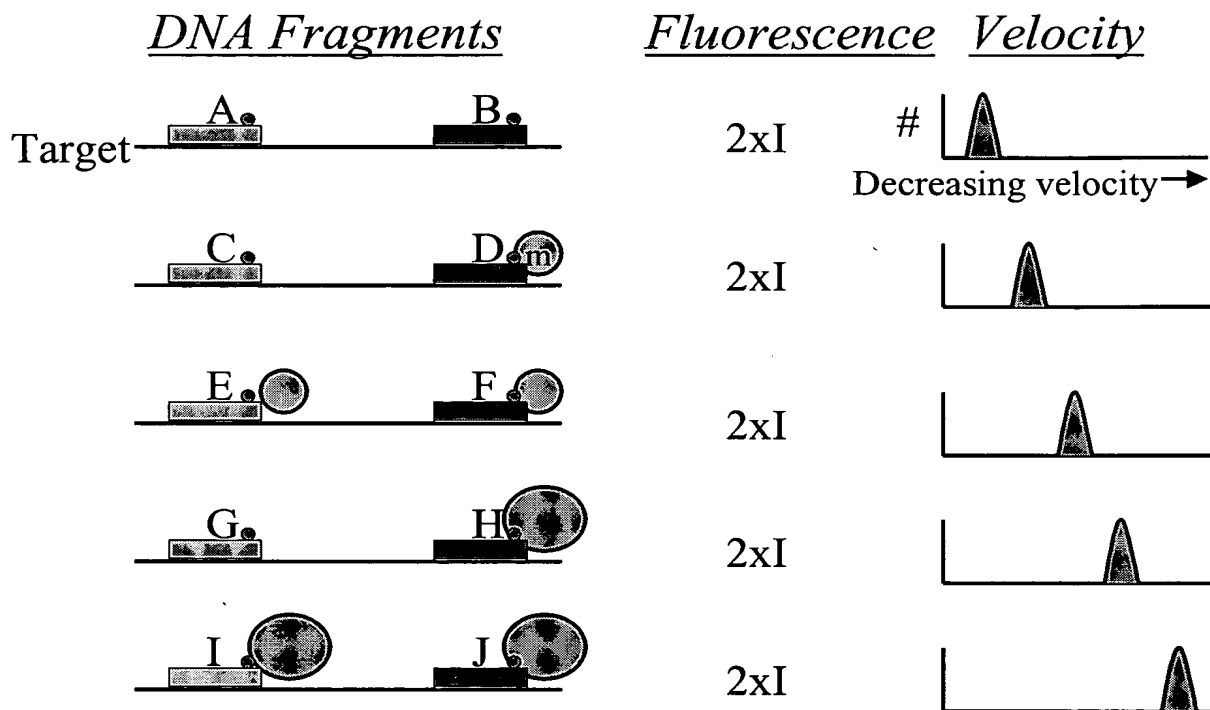 DNA Fragments Fluorescence Velocity
A B
Target 2xI #
Decreasing velocity
C D m
2xI
E F
2xI
G H
2xI
I J
2xI